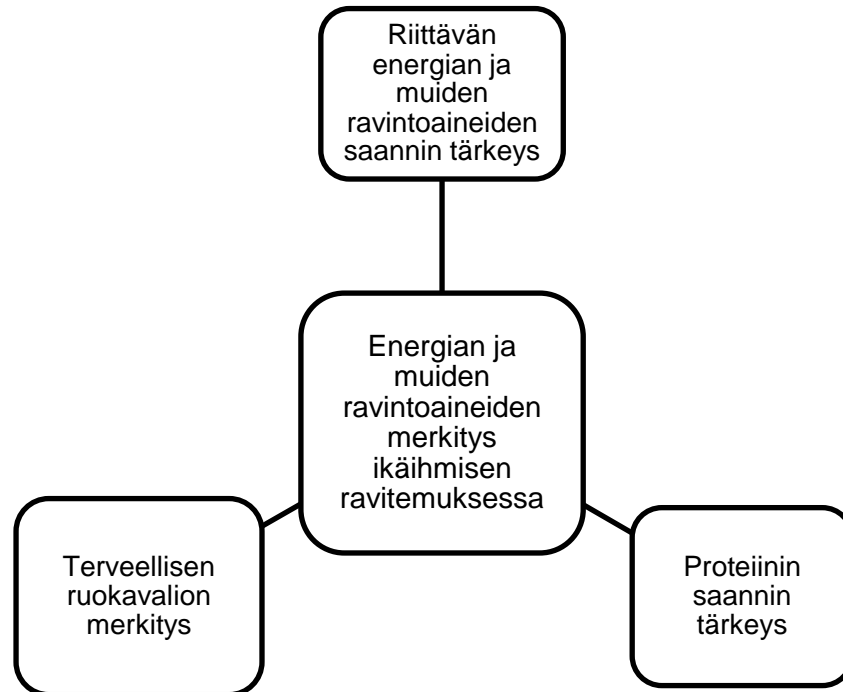 Riittävän
energian ja
muiden
ravintoaineiden
saannin tärkeys
Energian ja
muiden
ravintoaineiden
merkitys
ikäihmisen
ravitemuksessa
Terveellisen
ruokavalion
merkitys
Proteiinin
saannin
tärkeys